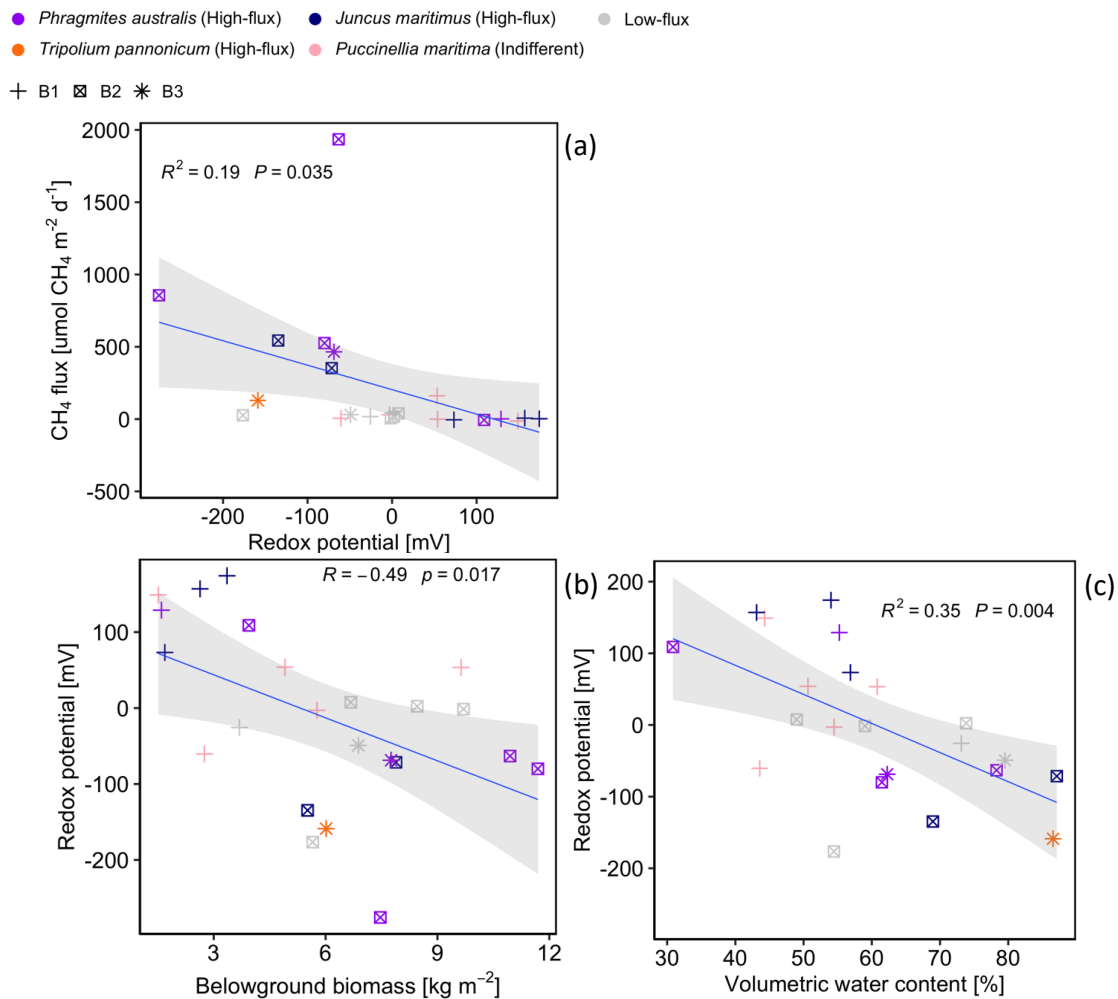 Phragmites australis (High-flux) Juncus maritimus (High-flux) Low-flux
Tripolium pannonicum (High-flux) Puccinellia maritima (Indifferent)
B1 B2 B3
(a)
R² = 0.19 P = 0.035
CH₄ flux [umol CH₄ m⁻² d⁻¹]
2000
1500
1000
500
0
-500
-200 -100 0 100
Redox potential [mV]
(b)
R = −0.49 p = 0.017
Redox potential [mV]
100
0
-100
-200
3 6 9 12
Belowground biomass [kg m⁻²]
(c)
R² = 0.35 P = 0.004
Redox potential [mV]
200
100
0
-100
-200
30 40 50 60 70 80
Volumetric water content [%]